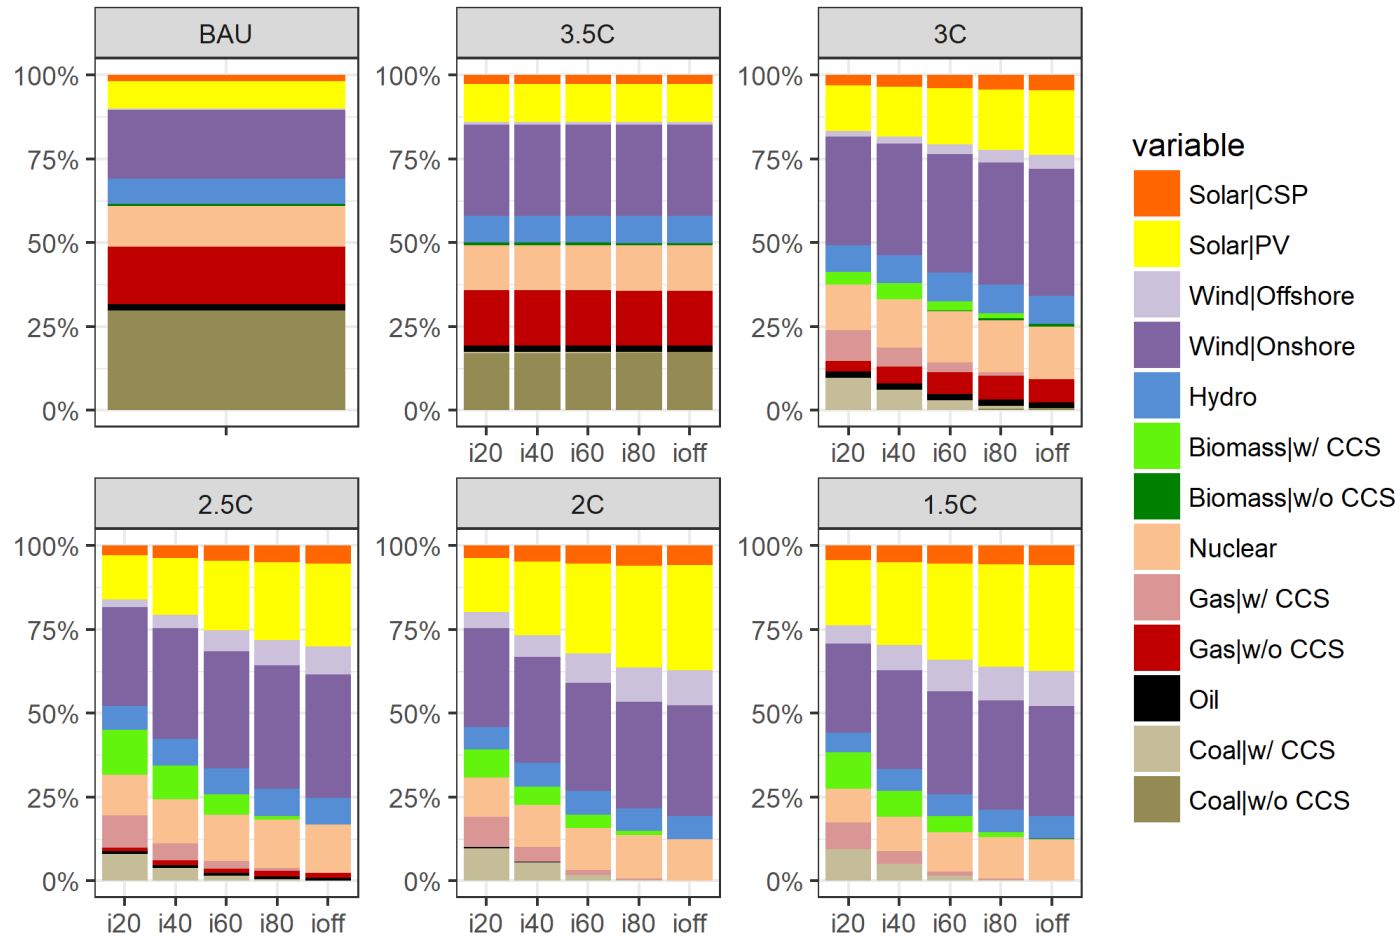 BAU
3.5C
3C
100%
75%
50%
25%
0%
100%
75%
50%
25%
0%
i20 i40 i60 i80 ioff
100%
75%
50%
25%
0%
i20 i40 i60 i80 ioff
2.5C
2C
1.5C
100%
75%
50%
25%
0%
i20 i40 i60 i80 ioff
100%
75%
50%
25%
0%
i20 i40 i60 i80 ioff
100%
75%
50%
25%
0%
i20 i40 i60 i80 ioff
variable
Solar|CSP
Solar|PV
Wind|Offshore
Wind|Onshore
Hydro
Biomass|w/ CCS
Biomass|w/o CCS
Nuclear
Gas|w/ CCS
Gas|w/o CCS
Oil
Coal|w/ CCS
Coal|w/o CCS